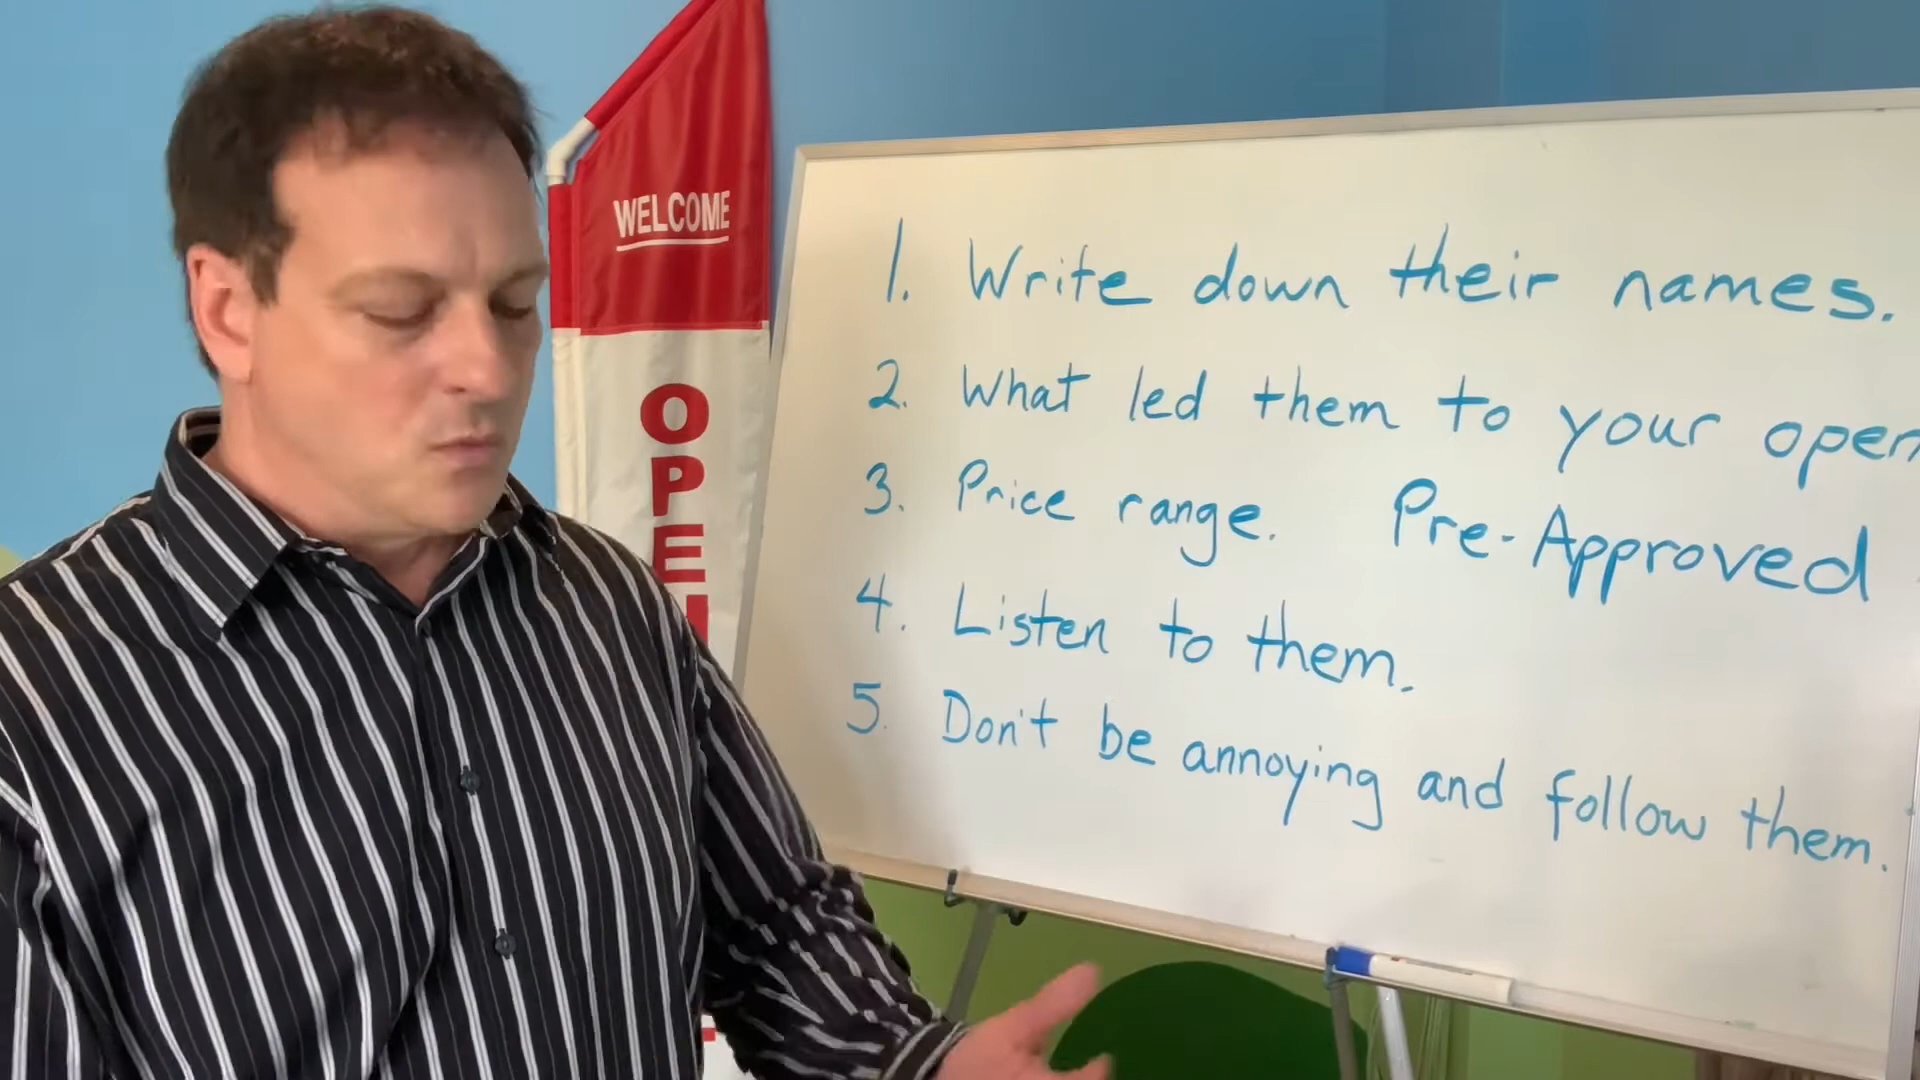 WELCOME
OPEN
1. Write down their names.
2. What led them to your open
3. Price range. Pre-Approved
4. Listen to them.
5. Don't be annoying and follow them.